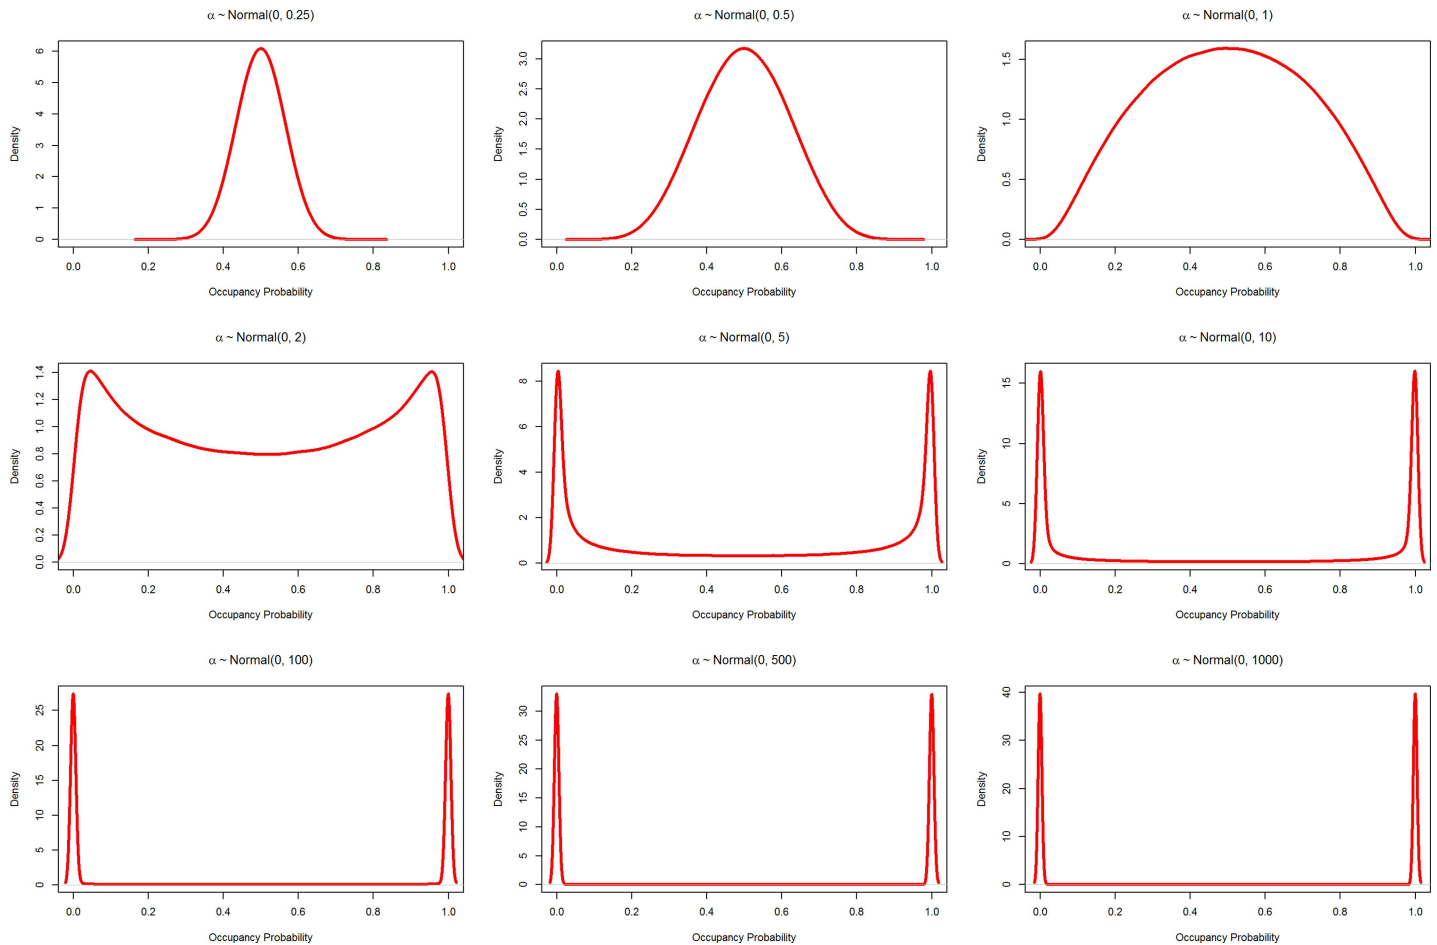 α ~ Normal(0, 0.25)
Density
0 1 2 3 4 5 6
0.0 0.2 0.4 0.6 0.8 1.0
Occupancy Probability
α ~ Normal(0, 0.5)
Density
0.0 0.5 1.0 1.5 2.0 2.5 3.0
0.0 0.2 0.4 0.6 0.8 1.0
Occupancy Probability
α ~ Normal(0, 1)
Density
0.0 0.5 1.0 1.5
0.0 0.2 0.4 0.6 0.8 1.0
Occupancy Probability
α ~ Normal(0, 2)
Density
0.0 0.2 0.4 0.6 0.8 1.0 1.2 1.4
0.0 0.2 0.4 0.6 0.8 1.0
Occupancy Probability
α ~ Normal(0, 5)
Density
0 2 4 6 8
0.0 0.2 0.4 0.6 0.8 1.0
Occupancy Probability
α ~ Normal(0, 10)
Density
0 5 10 15
0.0 0.2 0.4 0.6 0.8 1.0
Occupancy Probability
α ~ Normal(0, 100)
Density
0 5 10 15 20 25
0.0 0.2 0.4 0.6 0.8 1.0
Occupancy Probability
α ~ Normal(0, 500)
Density
0 5 10 15 20 25 30
0.0 0.2 0.4 0.6 0.8 1.0
Occupancy Probability
α ~ Normal(0, 1000)
Density
0 10 20 30 40
0.0 0.2 0.4 0.6 0.8 1.0
Occupancy Probability